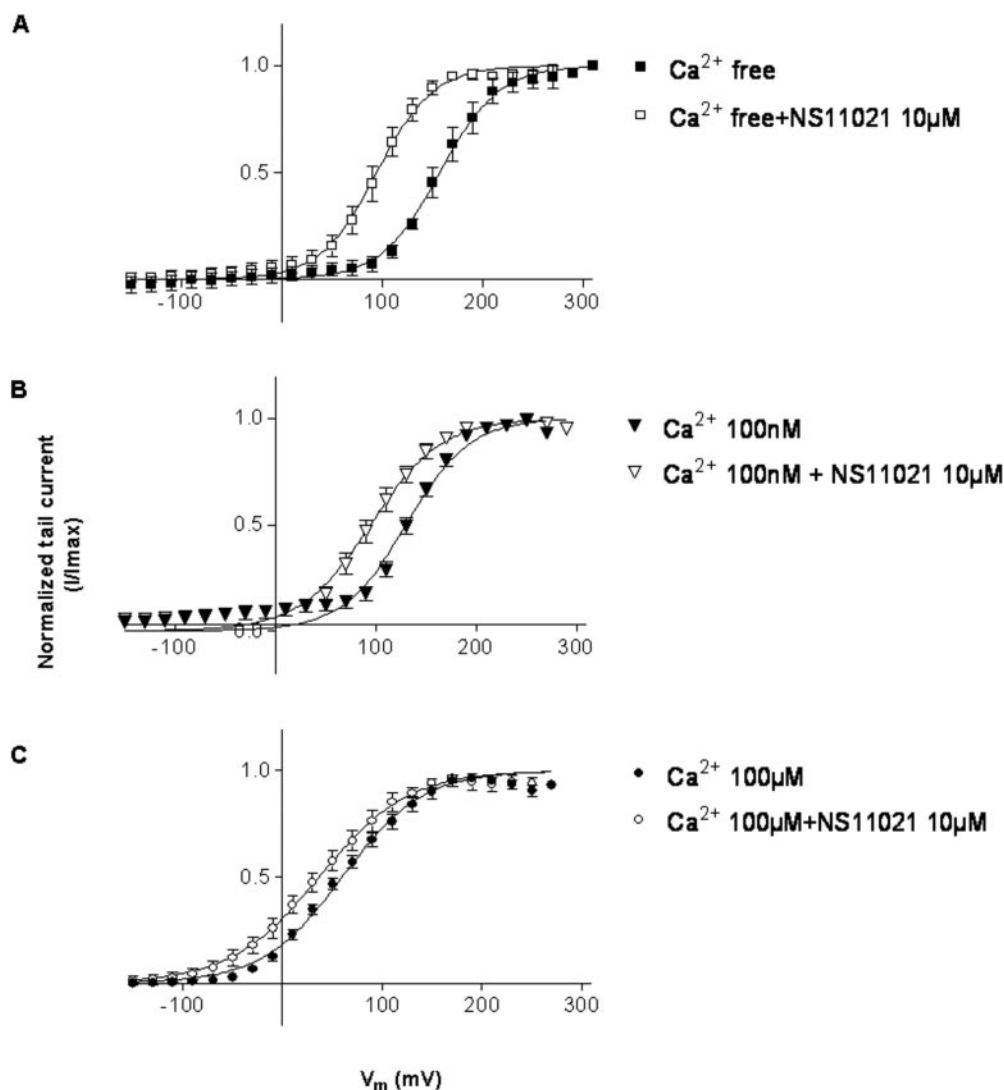 A
1.0
0.5
-100
100
200
300
Ca²⁺ free
Ca²⁺ free+NS11021 10µM
B
1.0
0.5
0.0
-100
100
200
300
Ca²⁺ 100nM
Ca²⁺ 100nM + NS11021 10µM
Normalized tail current
(I/Imax)
C
1.0
0.5
-100
100
200
300
Ca²⁺ 100µM
Ca²⁺ 100µM+NS11021 10µM
Vₘ (mV)